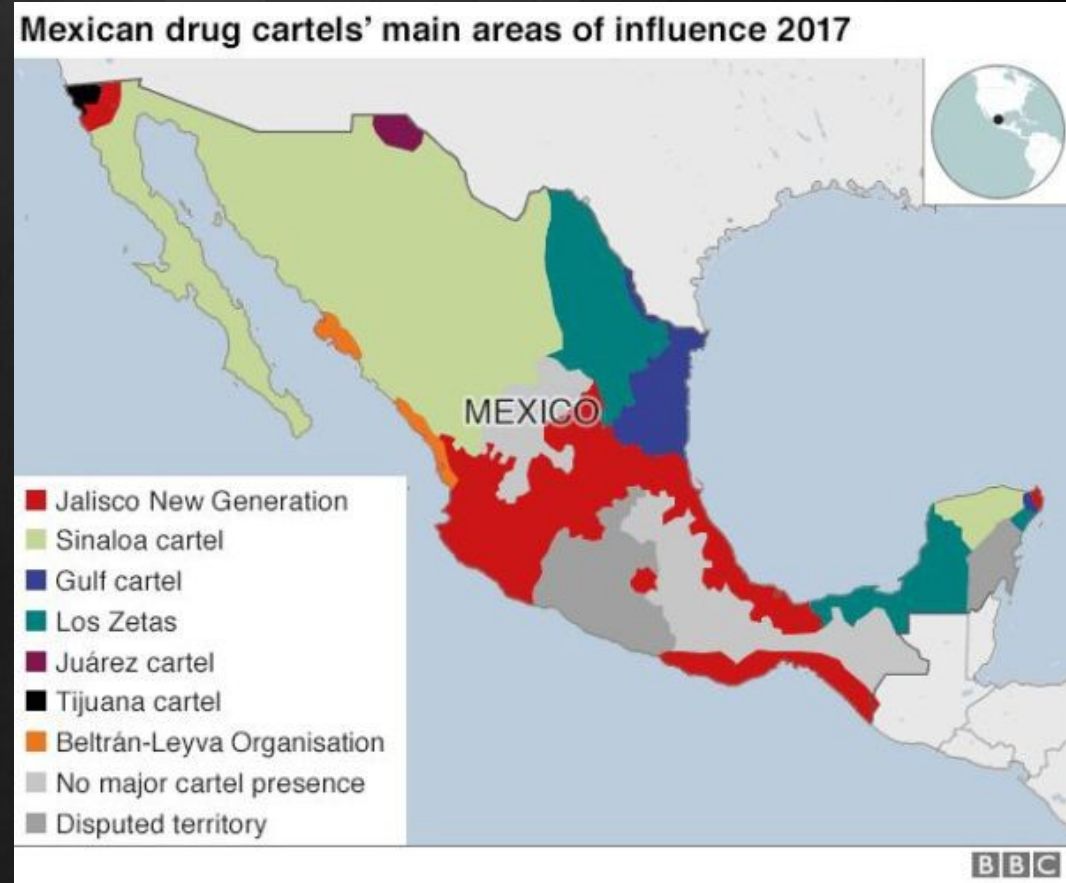 Mexican drug cartels' main areas of influence 2017
MEXICO
Jalisco New Generation
Sinaloa cartel
Gulf cartel
Los Zetas
Juárez cartel
Tijuana cartel
Beltrán-Leyva Organisation
No major cartel presence
Disputed territory
BBC